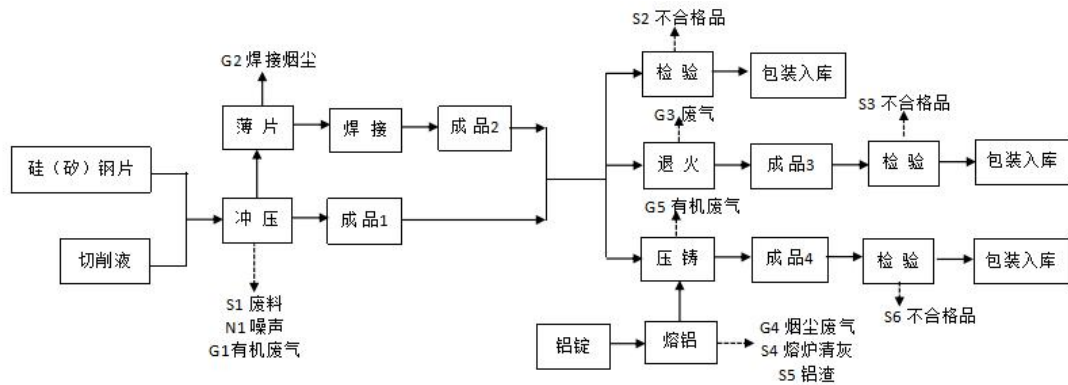 S2 不合格品
G2 焊接烟尘
检 验
包装入库
G3 废气
S3 不合格品
薄 片
焊 接
成品2
硅（矽）钢片
退 火
成品3
检 验
包装入库
G5 有机废气
冲 压
成品1
切削液
压 铸
成品4
检 验
包装入库
S1 废料
N1 噪声
G1有机废气
S6 不合格品
铝锭
熔铝
G4 烟尘废气
S4 熔炉清灰
S5 铝渣